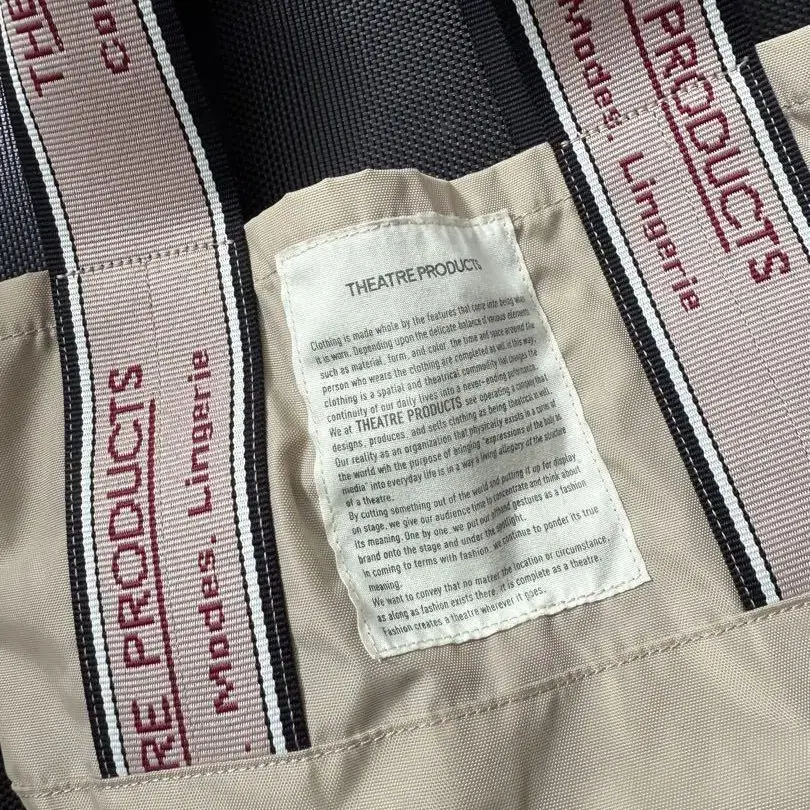 THE
Co
PRODUCTS
Modes. Lingerie
RE PRODUCTS
. Modes. Lingerie
THEATRE PRODUCTS
Clothing is made whole by the features that come into being when
it is worn. Depending upon the delicate balance of various elements
such as material, form, and color, the time and space around the
person who wears the clothing are completed as well. In this way,
clothing is a spatial and theatrical commodity that changes the
continuity of our daily lives into a never-ending performance.
We at THEATRE PRODUCTS see operating a company that
designs, produces, and sells clothing as being theatrical as well.
Our reality as an organization that physically exists in a corner of
the world with the purpose of bringing "expressions of the body as
media" into everyday life is in a way a living allegory of the structure
of a theatre.
By cutting something out of the world and putting it up for display
on stage, we give our audience time to concentrate and think about
its meaning. One by one, we put our offhand gestures as a fashion
brand onto the stage and under the spotlight.
In coming to terms with fashion, we continue to ponder its true
meaning.
We want to convey that no matter the location or circumstance,
as along as fashion exists there, it is complete as a theatre.
Fashion creates a theatre wherever it goes.